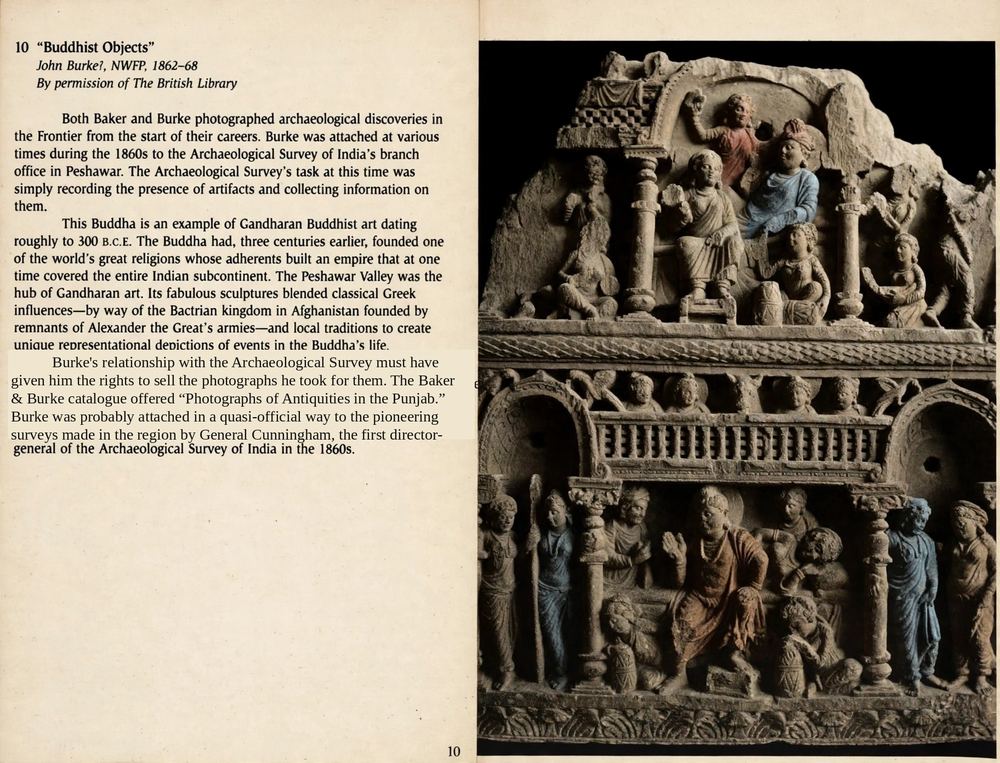 10 “Buddhist Objects”
John Burke?, NWFP, 1862–68
By permission of The British Library
Both Baker and Burke photographed archaeological discoveries in
the Frontier from the start of their careers. Burke was attached at various
times during the 1860s to the Archaeological Survey of India’s branch
office in Peshawar. The Archaeological Survey’s task at this time was
simply recording the presence of artifacts and collecting information on
them.
This Buddha is an example of Gandharan Buddhist art dating
roughly to 300 B.C.E. The Buddha had, three centuries earlier, founded one
of the world’s great religions whose adherents built an empire that at one
time covered the entire Indian subcontinent. The Peshawar Valley was the
hub of Gandharan art. Its fabulous sculptures blended classical Greek
influences—by way of the Bactrian kingdom in Afghanistan founded by
remnants of Alexander the Great’s armies—and local traditions to create
unique representational depictions of events in the Buddha’s life.
Burke's relationship with the Archaeological Survey must have
given him the rights to sell the photographs he took for them. The Baker
& Burke catalogue offered “Photographs of Antiquities in the Punjab.”
Burke was probably attached in a quasi-official way to the pioneering
surveys made in the region by General Cunningham, the first director-
general of the Archaeological Survey of India in the 1860s.
10